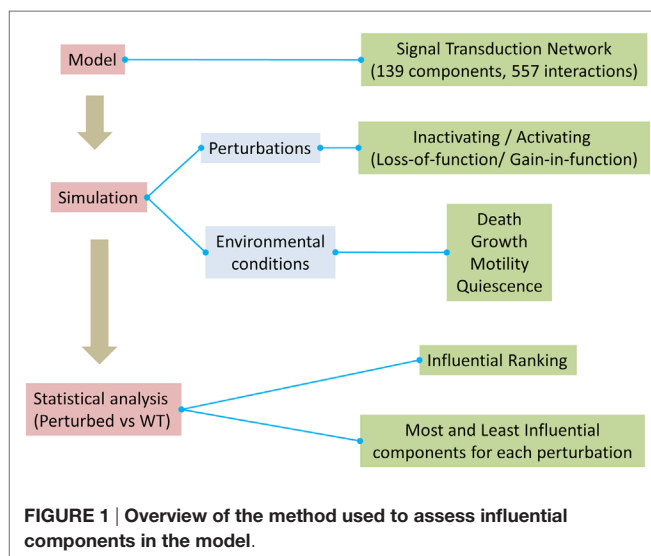 Model
Signal Transduction Network
(139 components, 557 interactions)
Perturbations
Inactivating / Activating
(Loss-of-function/ Gain-in-function)
Simulation
Environmental
conditions
Death
Growth
Motility
Quiescence
Statistical analysis
(Perturbed vs WT)
Influential Ranking
Most and Least Influential
components for each perturbation
FIGURE 1 | Overview of the method used to assess influential
components in the model.